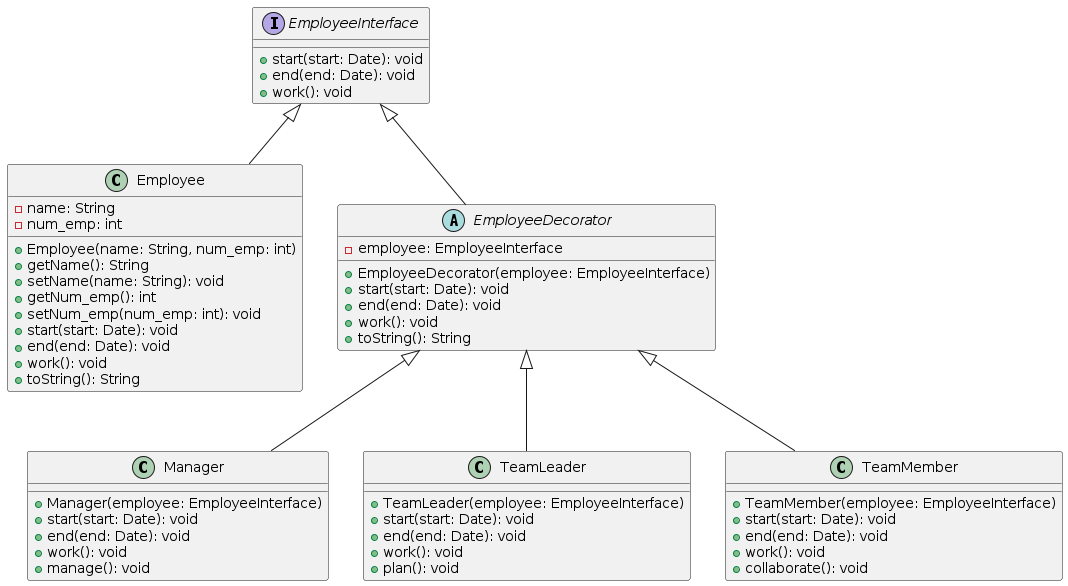 I EmployeeInterface
start(start: Date): void
end(end: Date): void
work(): void
C Employee
name: String
num_emp: int
Employee(name: String, num_emp: int)
getName(): String
setName(name: String): void
getNum_emp(): int
setNum_emp(num_emp: int): void
start(start: Date): void
end(end: Date): void
work(): void
toString(): String
A EmployeeDecorator
employee: EmployeeInterface
EmployeeDecorator(employee: EmployeeInterface)
start(start: Date): void
end(end: Date): void
work(): void
toString(): String
C Manager
Manager(employee: EmployeeInterface)
start(start: Date): void
end(end: Date): void
work(): void
manage(): void
C TeamLeader
TeamLeader(employee: EmployeeInterface)
start(start: Date): void
end(end: Date): void
work(): void
plan(): void
C TeamMember
TeamMember(employee: EmployeeInterface)
start(start: Date): void
end(end: Date): void
work(): void
collaborate(): void